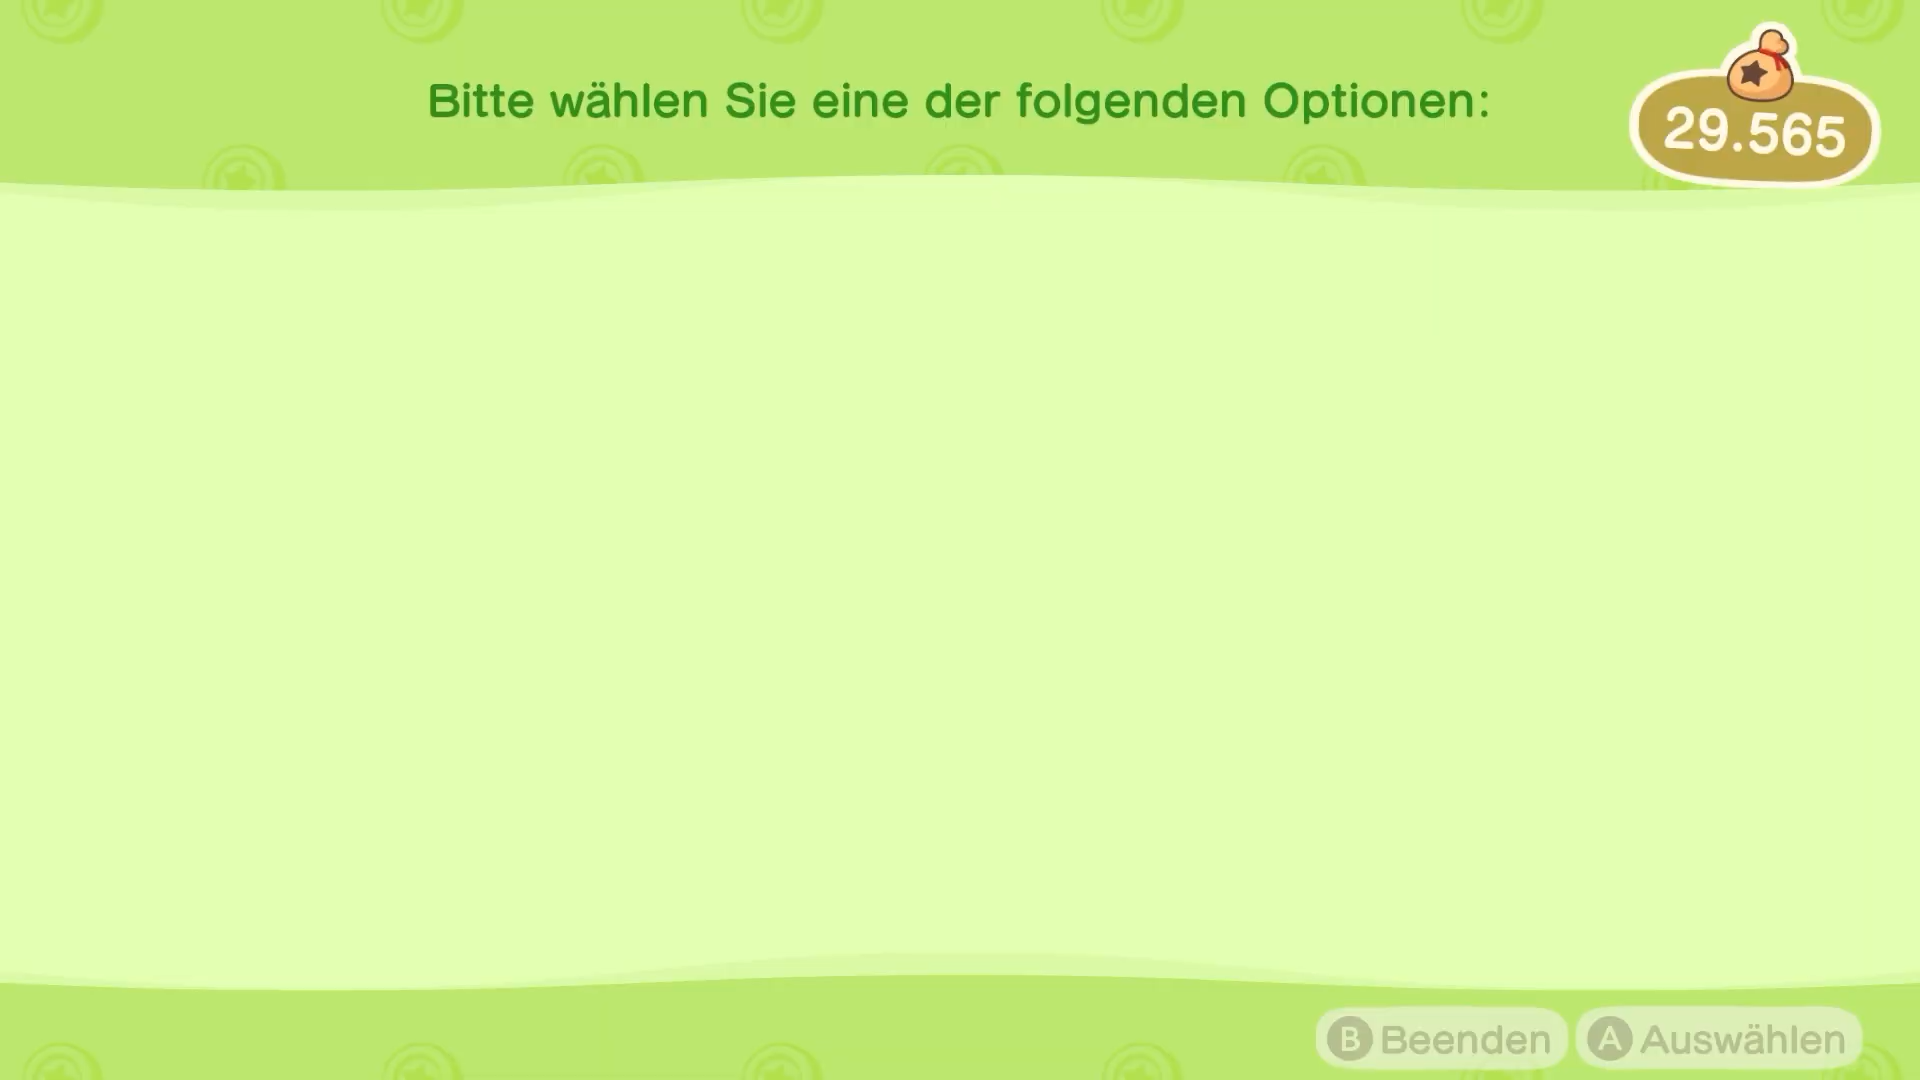 Bitte wählen Sie eine der folgenden Optionen:
29.565
B Beenden
A Auswählen